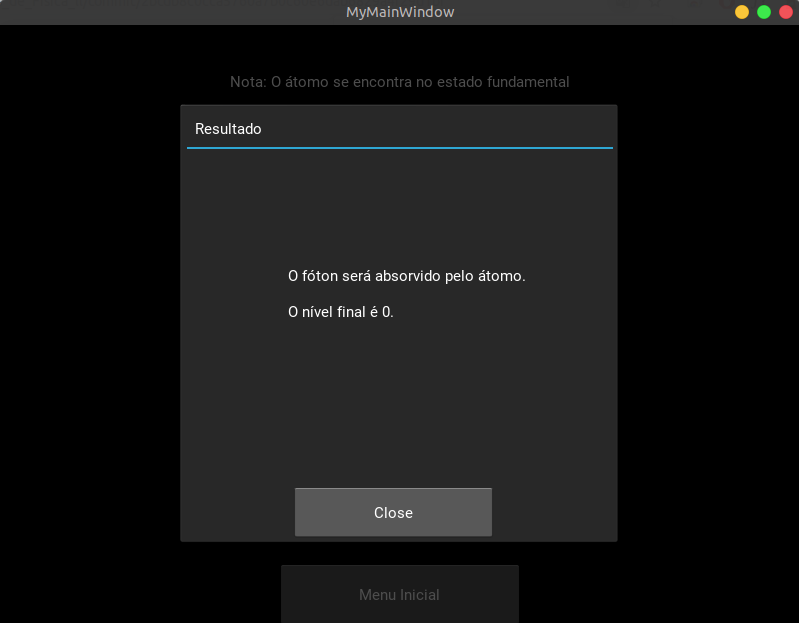 MyMainWindow
Nota: O átomo se encontra no estado fundamental
Resultado
O fóton será absorvido pelo átomo.
O nível final é 0.
Close
Menu Inicial